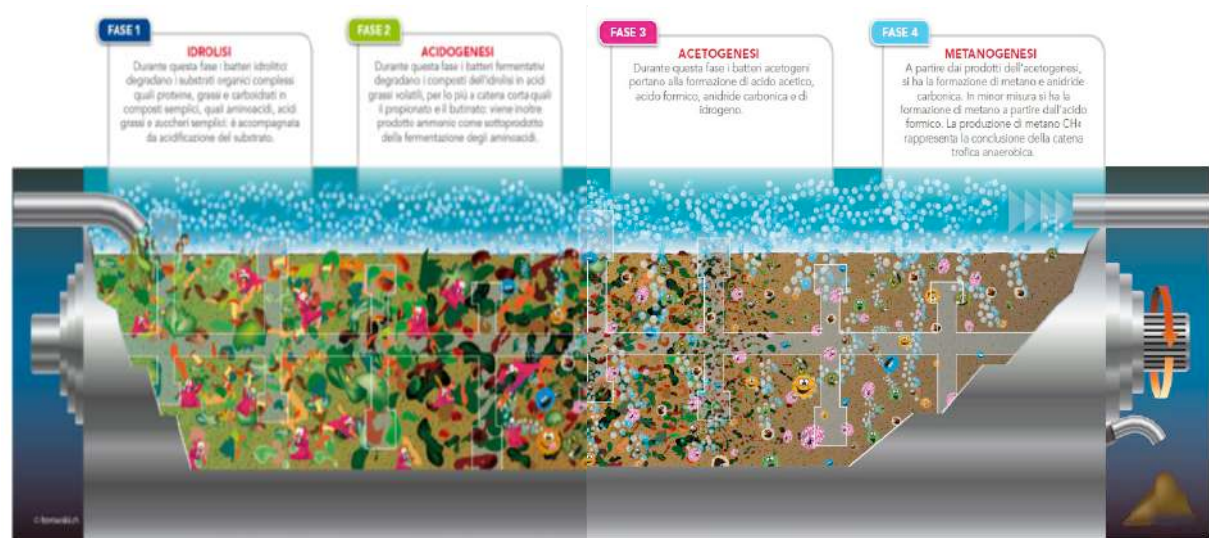 FASE 1
IDROLISI
Durante questa fase i batteri idrolitici
degradano i substrati organici complessi
quali proteine, grassi e carboidrati in
composti semplici, quali aminoacidi, acidi
grassi e zuccheri semplici: è accompagnata
da acidificazione del substrato.
FASE 2
ACIDOGENESI
Durante questa fase i batteri fermentativi
degradano i composti dell'idrolisi in acidi
grassi volatili, per lo più a catena corta quali
il propionato e il butirrato: viene inoltre
prodotto ammonio come sottoprodotto
della fermentazione degli aminoacidi.
FASE 3
ACETOGENESI
Durante questa fase i batteri acetogeni
portano alla formazione di acido acetico,
acido formico, anidride carbonica e di
idrogeno.
FASE 4
METANOGENESI
A partire dai prodotti dell'acetogenesi,
si ha la formazione di metano e anidride
carbonica. In minor misura si ha la
formazione di metano a partire dall'acido
formico. La produzione di metano CH4
rappresenta la conclusione della catena
trofica anaerobica.